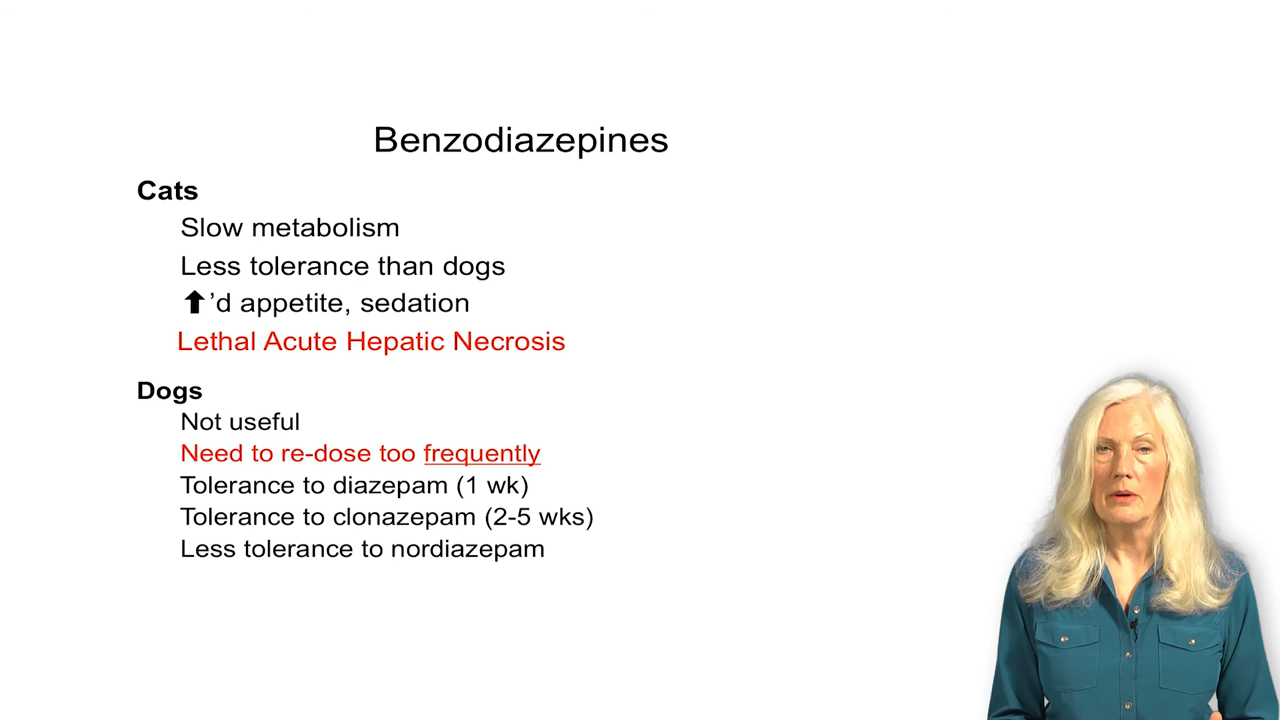 Benzodiazepines
Cats
Slow metabolism
Less tolerance than dogs
⬆’d appetite, sedation
Lethal Acute Hepatic Necrosis
Dogs
Not useful
Need to re-dose too frequently
Tolerance to diazepam (1 wk)
Tolerance to clonazepam (2-5 wks)
Less tolerance to nordiazepam